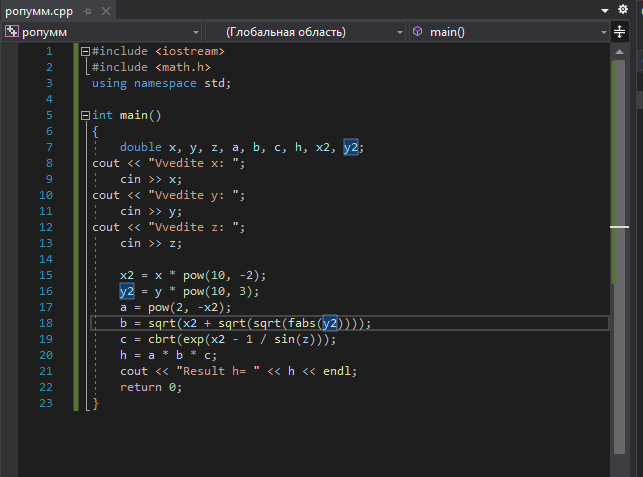 ропумм.cpp
ропумм (Глобальная область) main()
1 #include <iostream>
2 #include <math.h>
3 using namespace std;
4
5 int main()
6 {
7 double x, y, z, a, b, c, h, x2, y2;
8 cout << "Vvedite x: ";
9 cin >> x;
10 cout << "Vvedite y: ";
11 cin >> y;
12 cout << "Vvedite z: ";
13 cin >> z;
14
15 x2 = x * pow(10, -2);
16 y2 = y * pow(10, 3);
17 a = pow(2, -x2);
18 b = sqrt(x2 + sqrt(sqrt(fabs(y2))));
19 c = cbrt(exp(x2 - 1 / sin(z)));
20 h = a * b * c;
21 cout << "Result h= " << h << endl;
22 return 0;
23 }